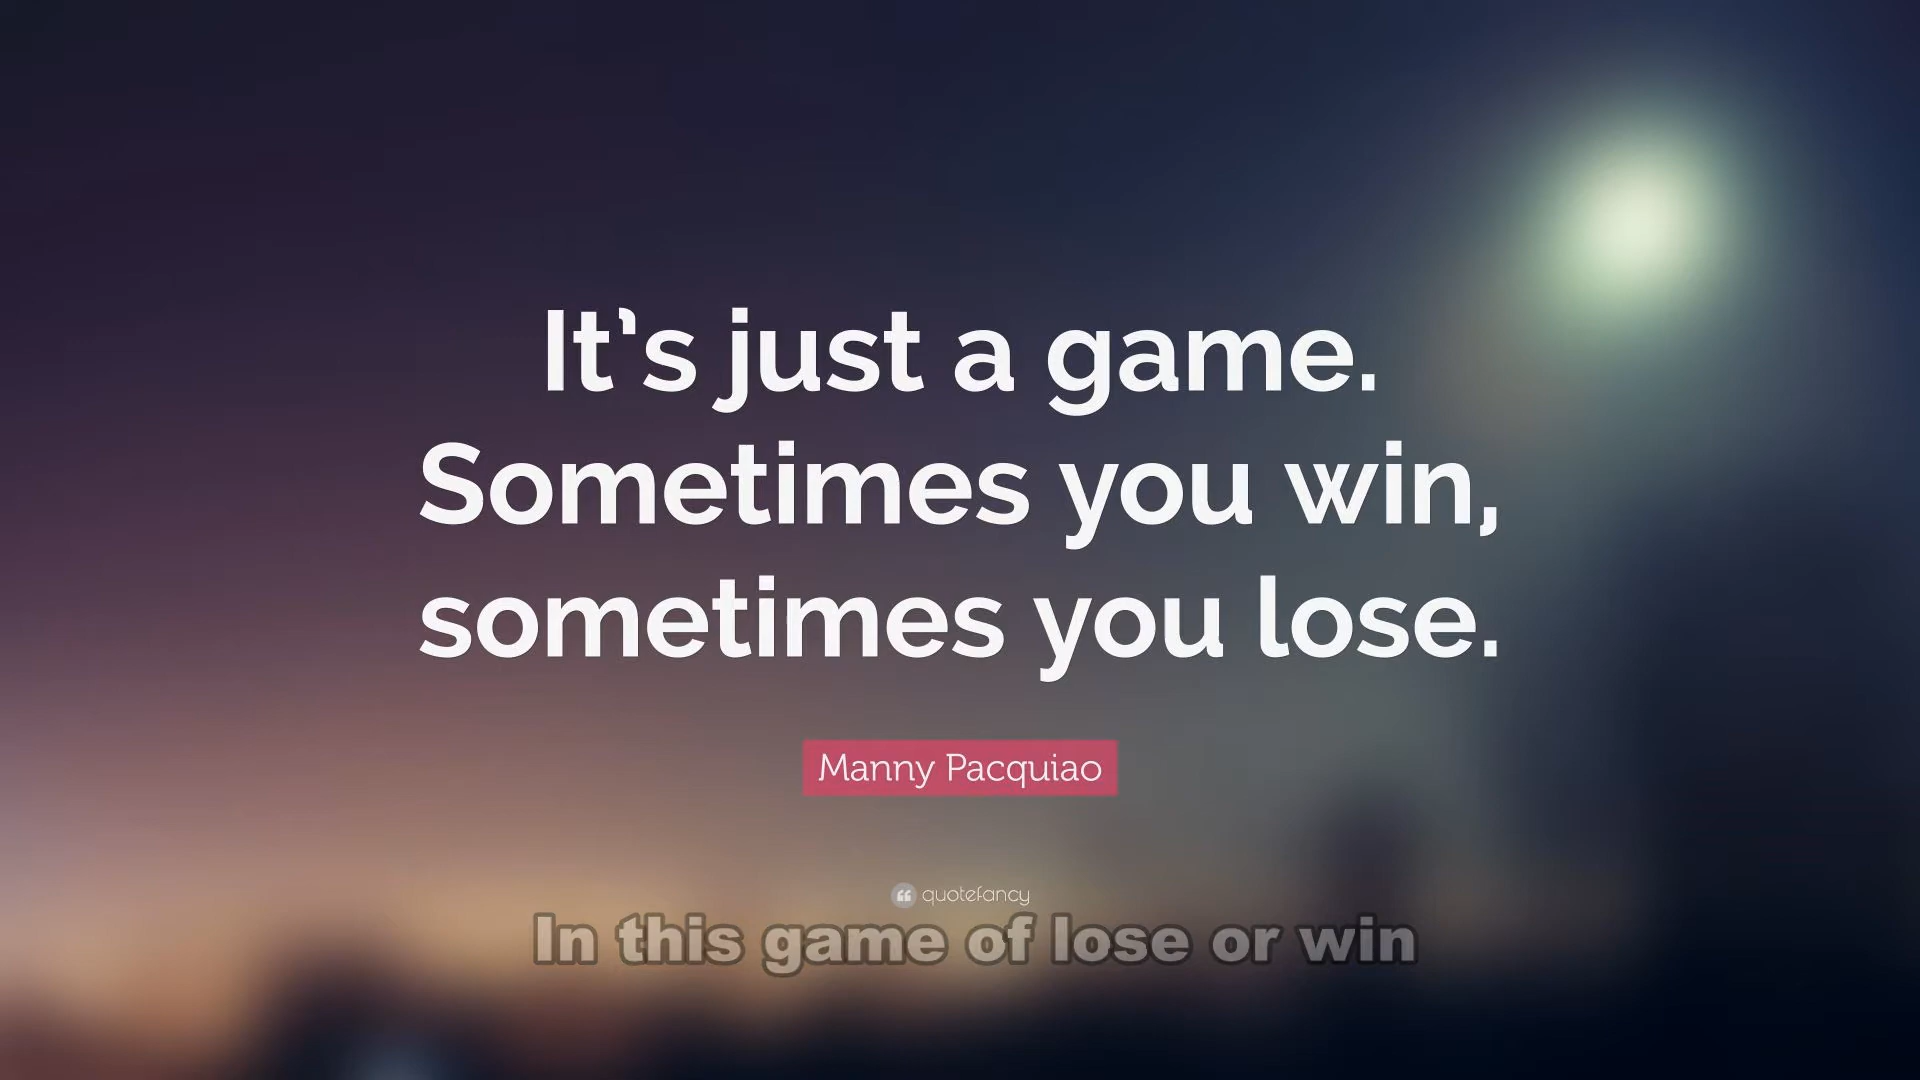 It's just a game.
Sometimes you win,
sometimes you lose.
Manny Pacquiao
quotefancy
In this game of lose or win